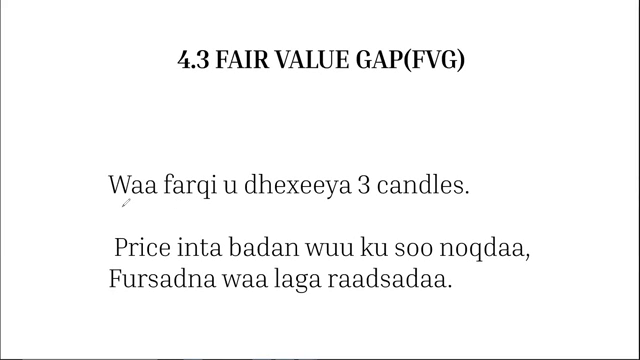 4.3 FAIR VALUE GAP(FVG)
Waa farqi u dhexeeya 3 candles.
Price inta badan wuu ku soo noqdaa,
Fursadna waa laga raadsadaa.